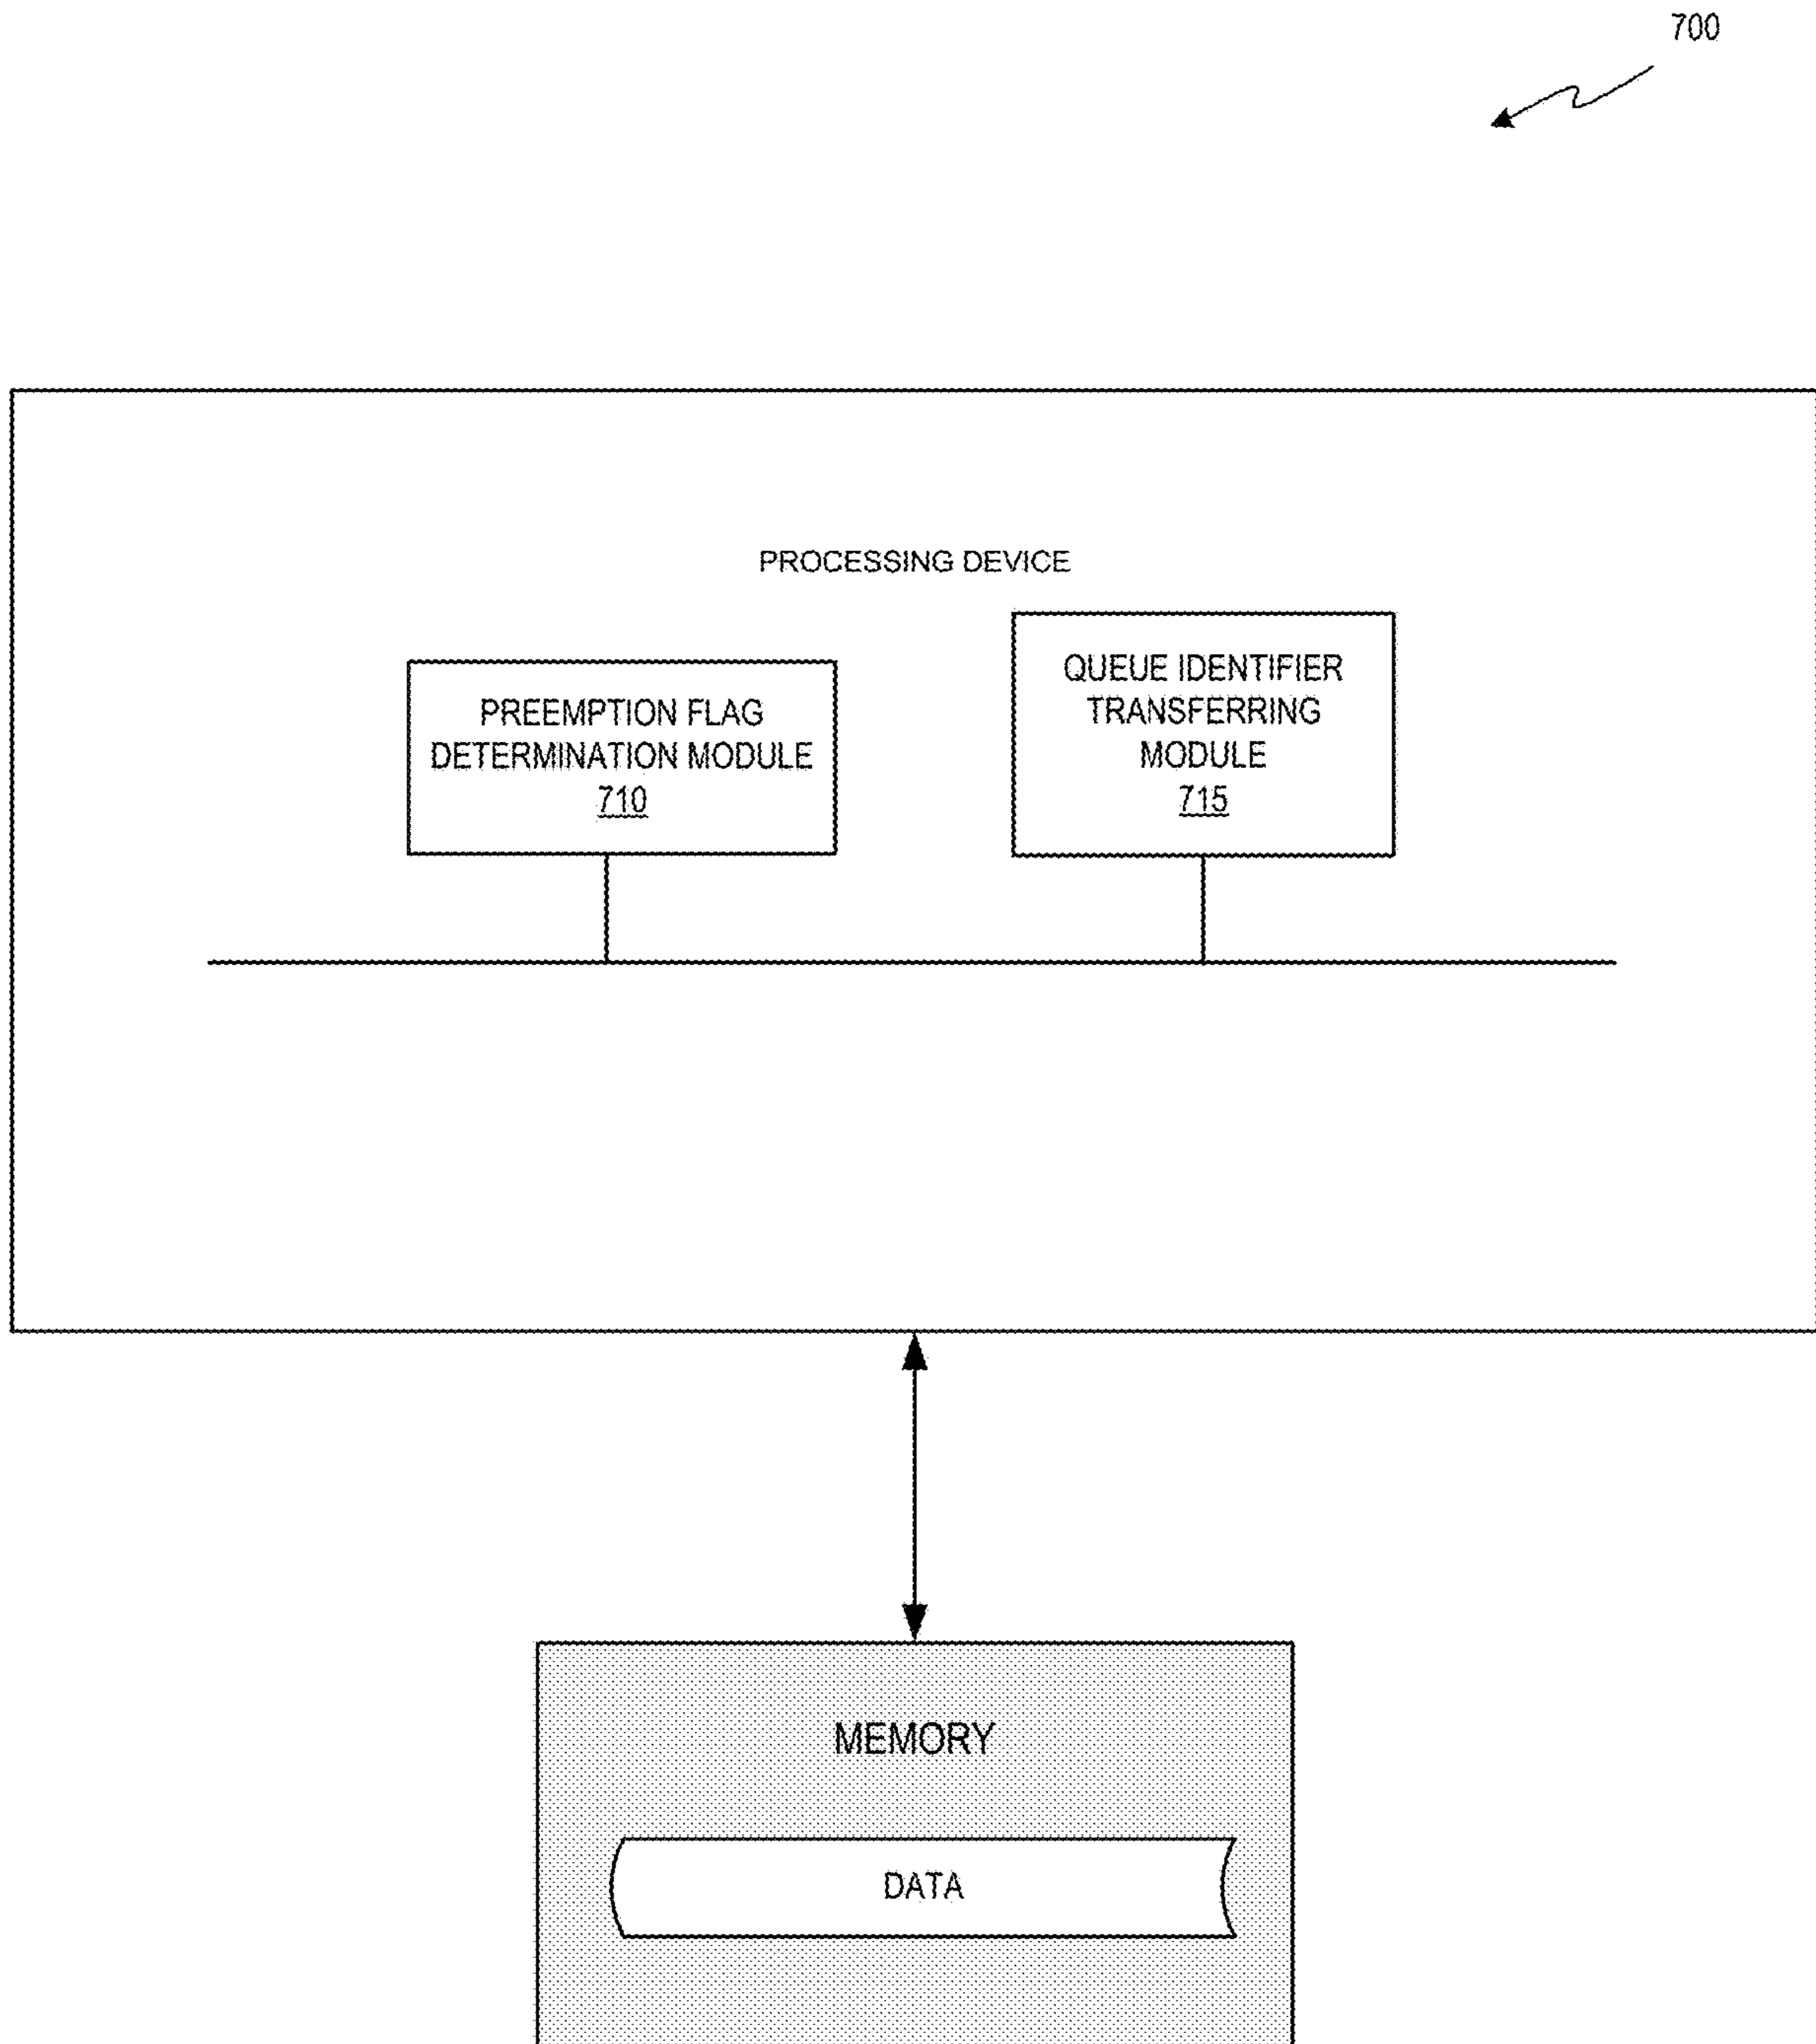 700
PROCESSING DEVICE
PREEMPTION FLAG
DETERMINATION MODULE
710
QUEUE IDENTIFIER
TRANSFERRING
MODULE
715
MEMORY
DATA